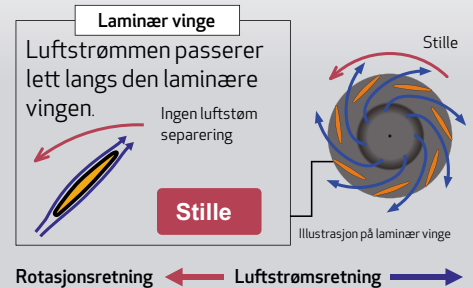 Laminær vinge
Luftstrømmen passerer
lett langs den laminære
vingen.
Ingen luftstøm
separering
Stille
Stille
Illustrasjon på laminær vinge
Rotasjonsretning
Luftstrømsretning